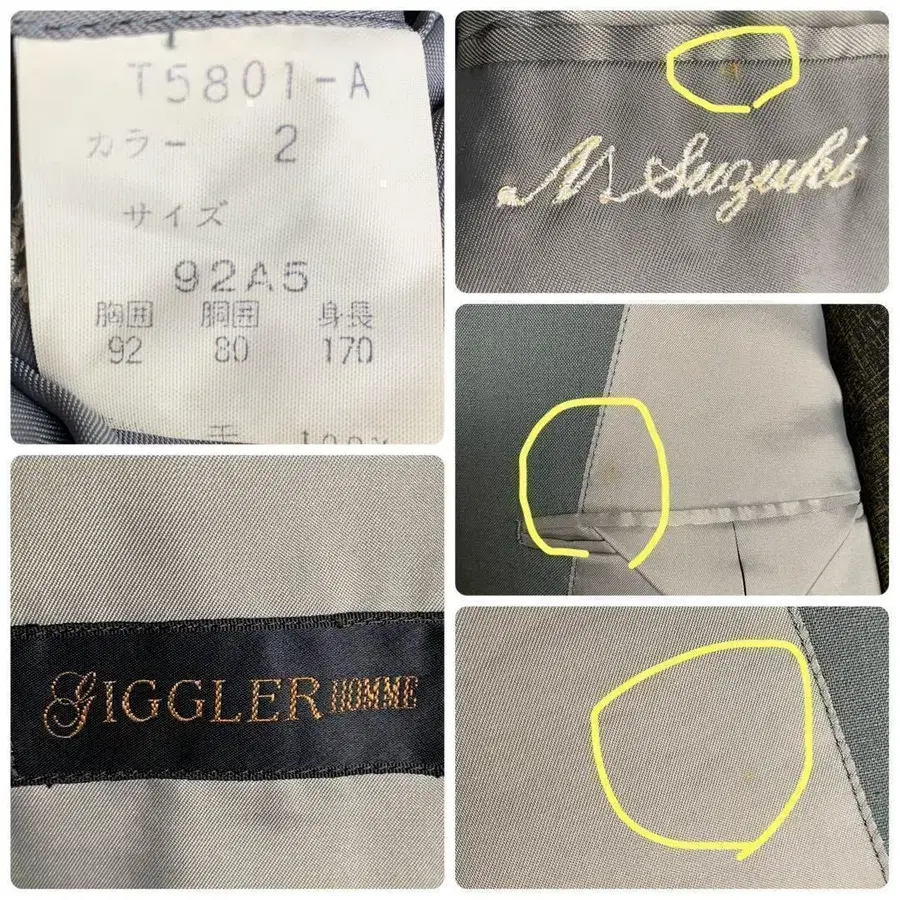 T5801-A
カラー 2
サイズ
92A5
胸囲 胴囲 身長
92 80 170
GIGGLER HOMME
M Suzuki